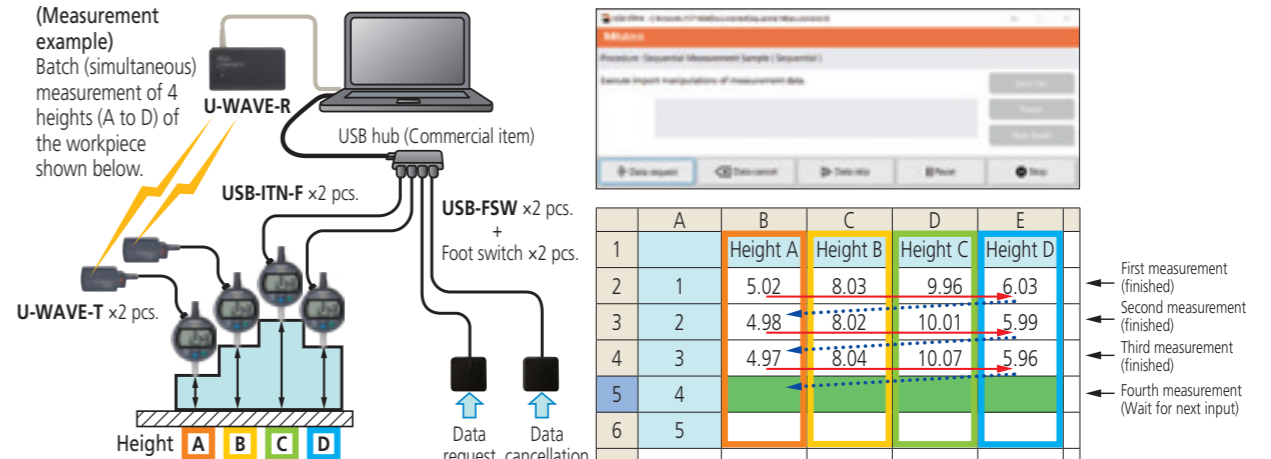 (Measurement
example)
Batch (simultaneous)
measurement of 4
heights (A to D) of
the workpiece
shown below.
U-WAVE-R
USB hub (Commercial item)
USB-ITN-F ×2 pcs.
USB-FSW ×2 pcs.
+
Foot switch ×2 pcs.
U-WAVE-T ×2 pcs.
Height A B C D
Data
request
Data
cancellation
Mitutoyo
Procedure: Sequential Measurement Sample ( Sequential )
Execute import manipulations of measurement data.
Data request Data cancel Data skip Pause Stop
A B C D E
1 Height A Height B Height C Height D
2 1 5.02 8.03 9.96 6.03
3 2 4.98 8.02 10.01 5.99
4 3 4.97 8.04 10.07 5.96
5 4
6 5
First measurement
(finished)
Second measurement
(finished)
Third measurement
(finished)
Fourth measurement
(Wait for next input)